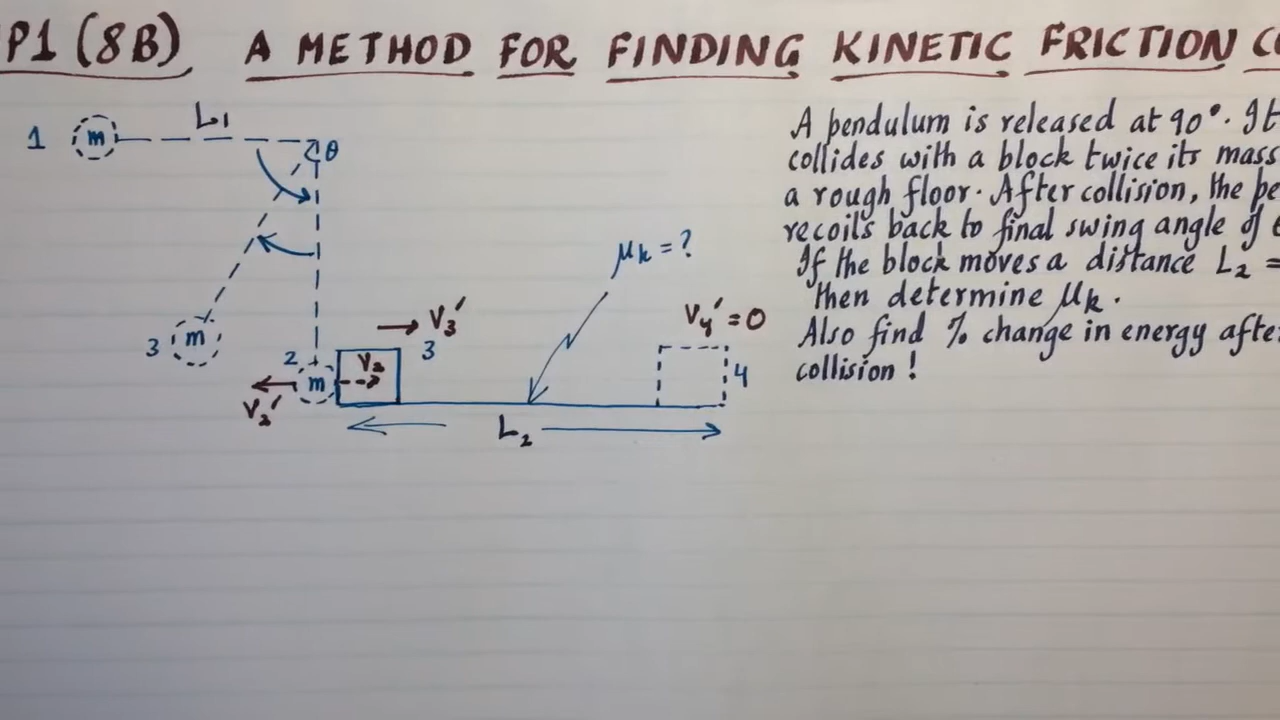 P1 (8B) A METHOD FOR FINDING KINETIC FRICTION
A pendulum is released at 90°. It
collides with a block twice its mass
a rough floor. After collision, the
recoils back to final swing angle of
If the block moves a distance L₂ =
then determine μk.
Also find % change in energy
collision!
1
m
L₁
θ
μk = ?
3
m
2
m
V₂
V₂'
V₃'
3
V₄' = 0
4
L₂